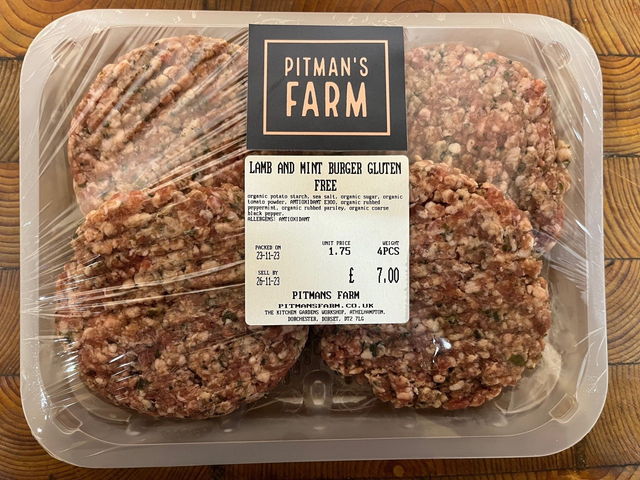 PITMAN'S
FARM
LAMB AND MINT BURGER GLUTEN
FREE
organic potato starch, sea salt, organic sugar, organic
tomato powder, ANTIOXIDANT E300, organic rubbed
peppermint, organic rubbed parsley, organic coarse
black pepper.
ALLERGENS: ANTIOXIDANT
PACKED ON UNIT PRICE WEIGHT
23-11-23 1.75 4PCS
SELL BY
26-11-23 £ 7.00
PITMANS FARM
PITMANSFARM.CO.UK
THE KITCHEN GARDENS WORKSHOP, ATHELHAMPTON,
DORCHESTER, DORSET, DT2 7LG